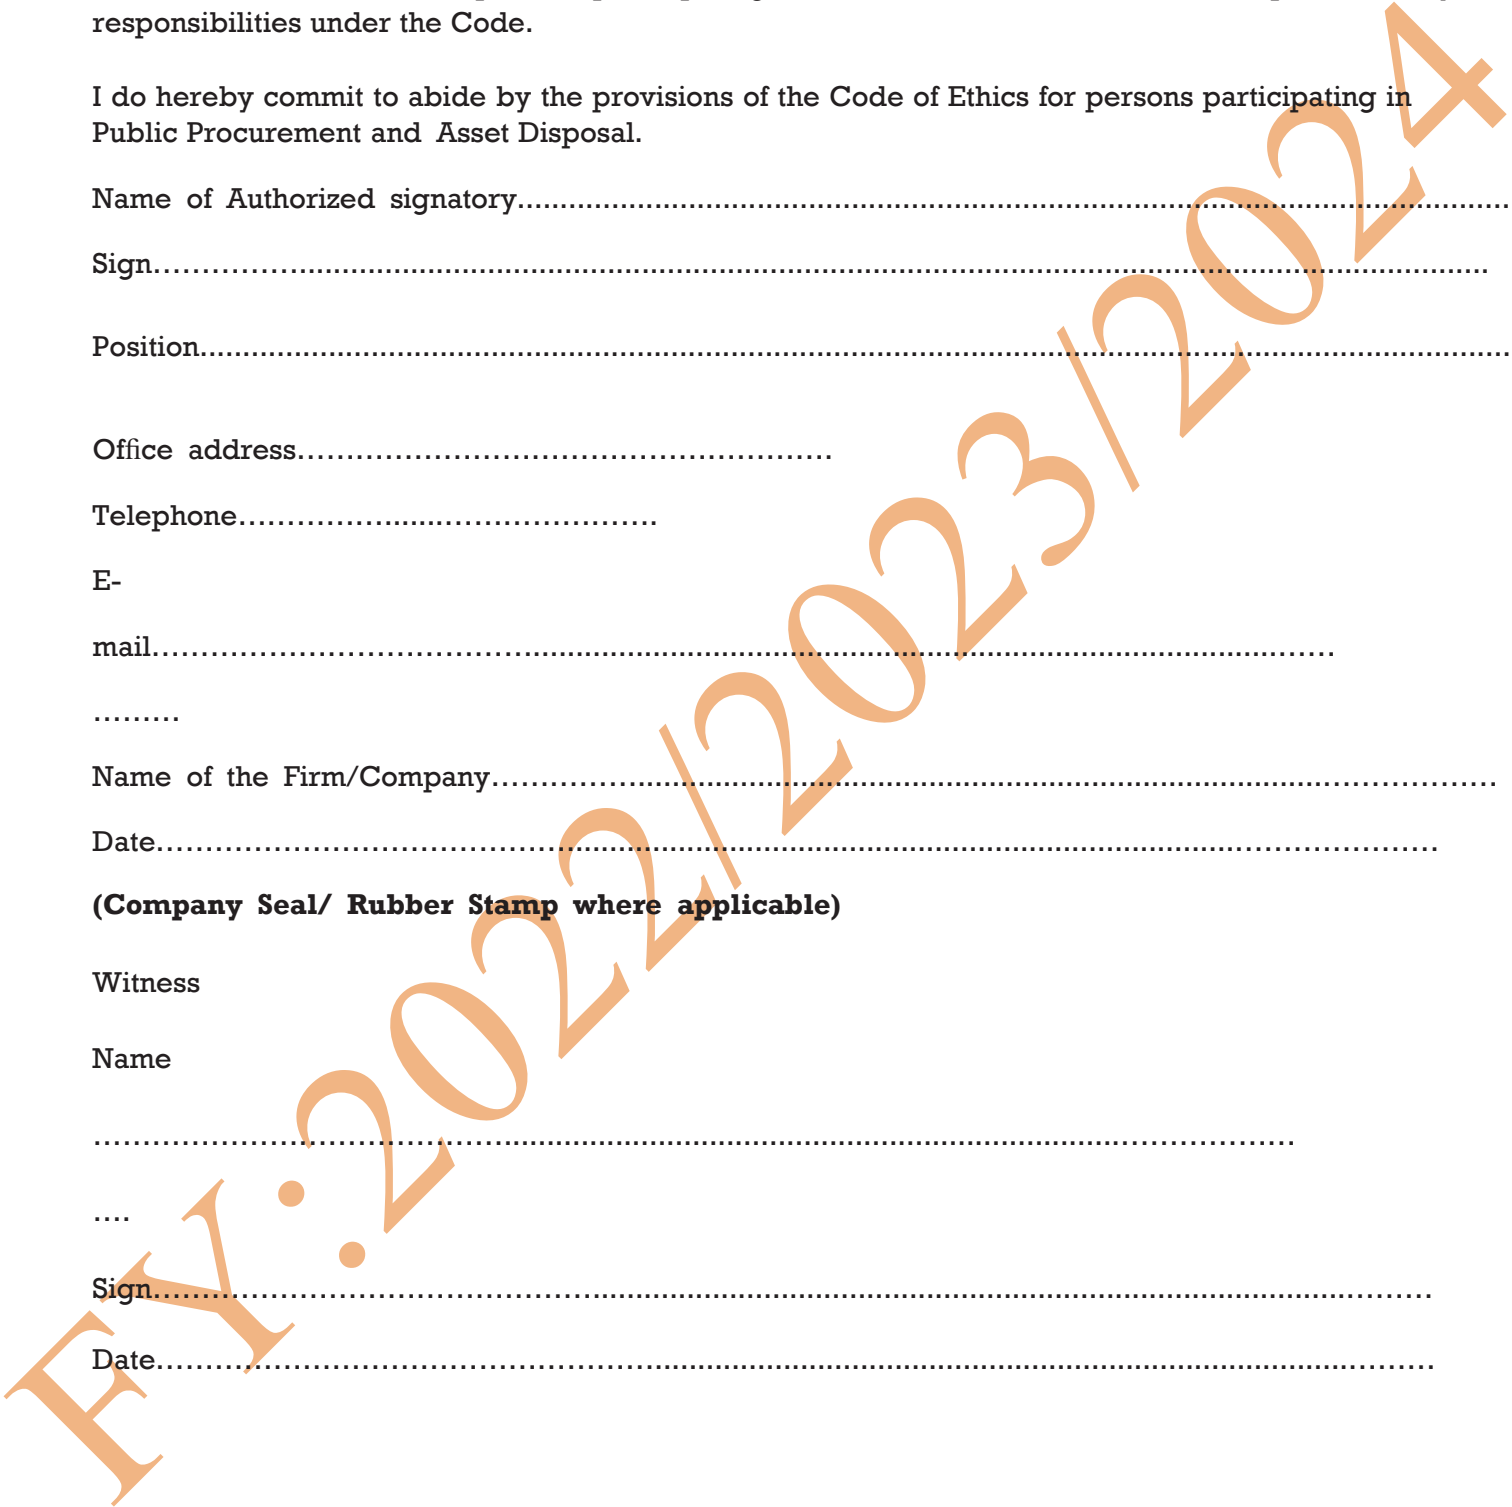 responsibilities under the Code.
I do hereby commit to abide by the provisions of the Code of Ethics for persons participating in
Public Procurement and Asset Disposal.
Name of Authorized signatory....................................................................................................................
Sign……………..........................................................................................................................................
Position.........................................................................................................................................................
Office address……………………………………………….
Telephone…………….......…………………
E-
mail…………………………………......................................................................................……
………
Name of the Firm/Company……………..................................................................................………………
Date………………………………………...........................................................................…………………
(Company Seal/ Rubber Stamp where applicable)
Witness
Name
……………………………………........................................................................………………
….
Sign……………………………………….......................................................................................………
Date……………………………………………................................................................................………
FY:2022/2023/2024